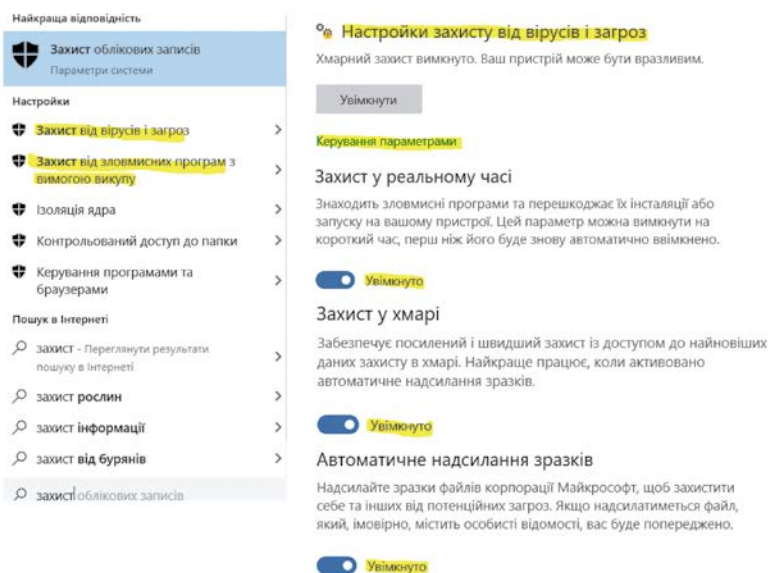 Найкраща відповідність
Захист облікових записів
Параметри системи
Настройки
Захист від вірусів і загроз
Захист від зловмисних програм з
вимогою викупу
Ізоляція ядра
Контрольований доступ до папки
Керування програмами та
браузерами
Пошук в Інтернеті
захист - Переглянути результати
пошуку в Інтернеті
захист рослин
захист інформації
захист від бурянів
захист облікових записів
Настройки захисту від вірусів і загроз
Хмарний захист вимкнуто. Ваш пристрій може бути вразливим.
Увімкнути
Керування параметрами
Захист у реальному часі
Знаходить зловмисні програми та перешкоджає їх інсталяції або
запуску на вашому пристрої. Цей параметр можна вимкнути на
короткий час, перш ніж його буде знову автоматично ввімкнено.
Увімкнуто
Захист у хмарі
Забезпечує посилений і швидший захист із доступом до найновіших
даних захисту в хмарі. Найкраще працює, коли активовано
автоматичне надсилання зразків.
Увімкнуто
Автоматичне надсилання зразків
Надсилайте зразки файлів корпорації Майкрософт, щоб захистити
себе та інших від потенційних загроз. Якщо надсилатиметься файл,
який, імовірно, містить особисті відомості, вас буде попереджено.
Увімкнуто